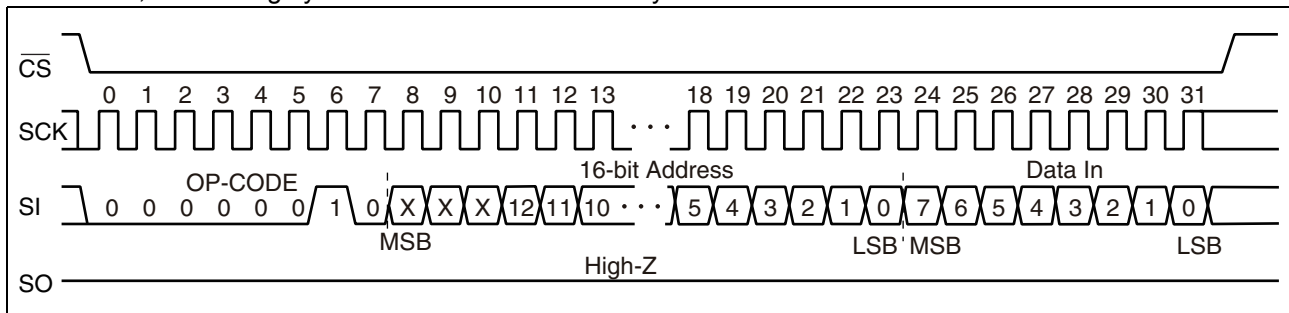 CS
0 1 2 3 4 5 6 7 8 9 10 11 12 13 18 19 20 21 22 23 24 25 26 27 28 29 30 31
SCK · · ·
OP-CODE 16-bit Address Data In
SI 0 0 0 0 0 0 1 0 X X X 12 11 10 · · · 5 4 3 2 1 0 7 6 5 4 3 2 1 0
MSB LSB MSB LSB
High-Z
SO